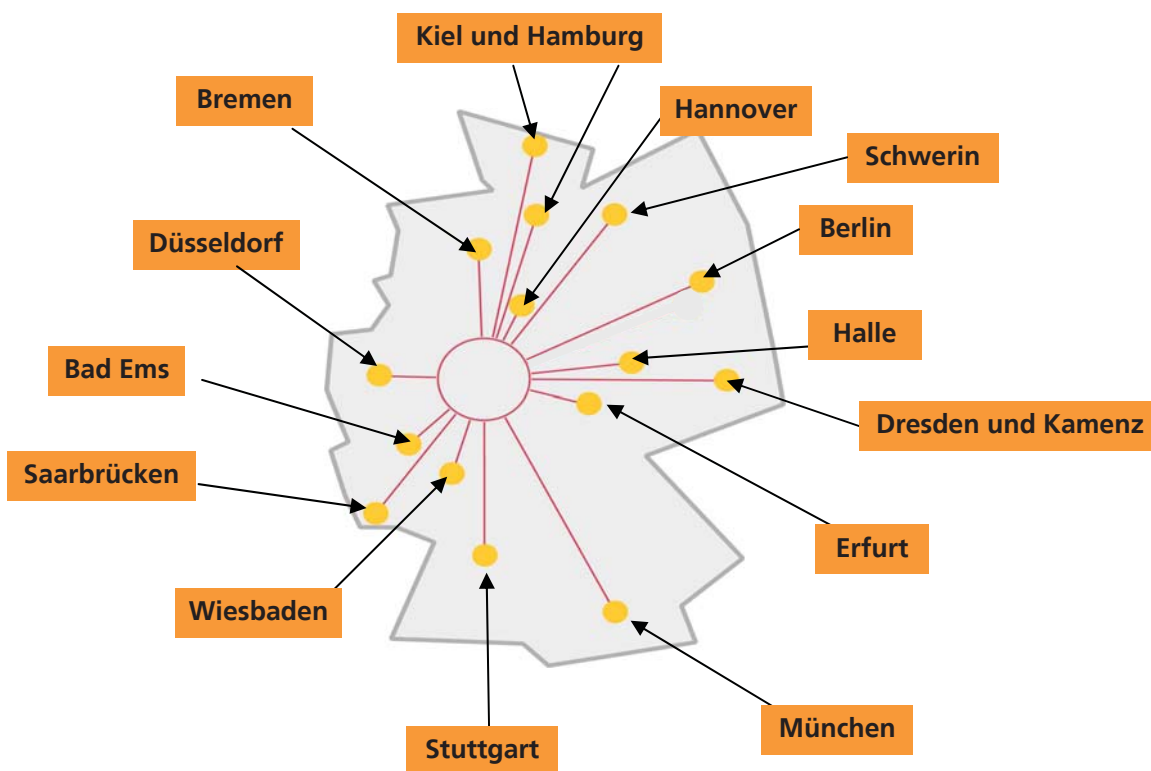 Kiel und Hamburg
Bremen
Hannover
Schwerin
Düsseldorf
Berlin
Halle
Bad Ems
Dresden und Kamenz
Saarbrücken
Erfurt
Wiesbaden
München
Stuttgart